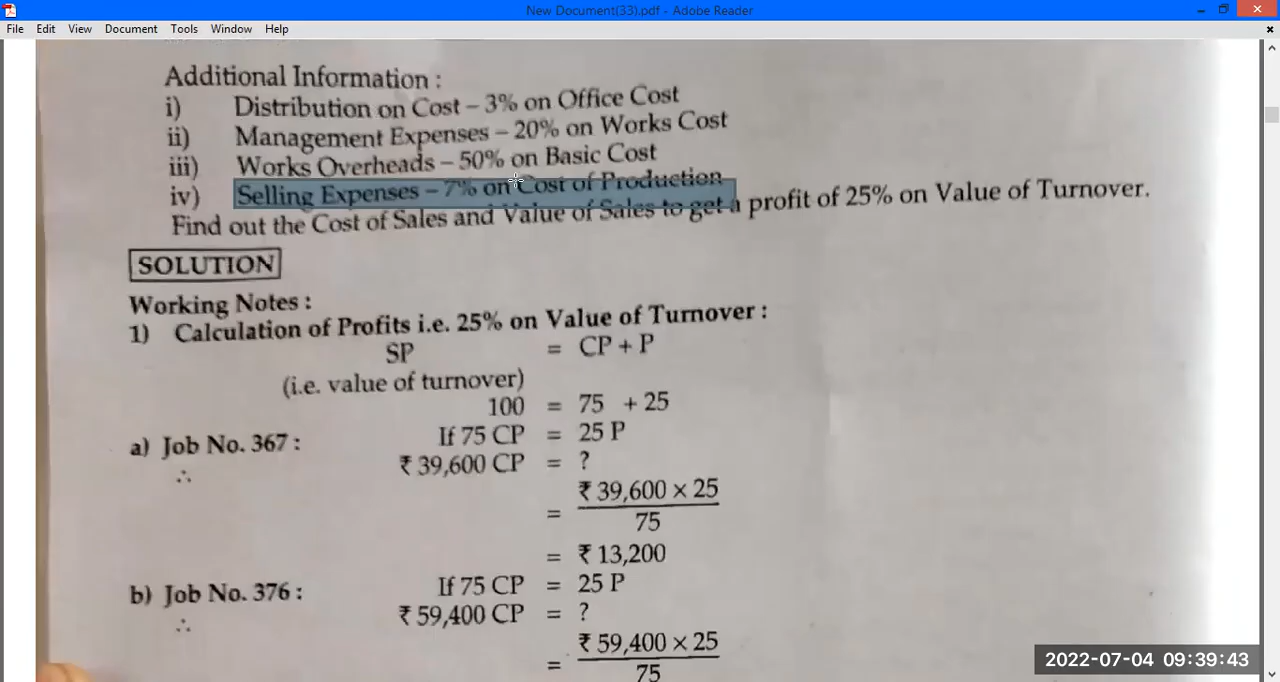 New Document(33).pdf - Adobe Reader
File Edit View Document Tools Window Help
Additional Information :
i) Distribution on Cost – 3% on Office Cost
ii) Management Expenses – 20% on Works Cost
iii) Works Overheads – 50% on Basic Cost
iv) Selling Expenses – 7% on Cost of Production
Find out the Cost of Sales and Value of Sales to get a profit of 25% on Value of Turnover.
SOLUTION
Working Notes :
1) Calculation of Profits i.e. 25% on Value of Turnover :
SP = CP + P
(i.e. value of turnover)
100 = 75 + 25
a) Job No. 367 : If 75 CP = 25 P
∴ ₹ 39,600 CP = ?
= ₹ 39,600 × 25
75
= ₹ 13,200
b) Job No. 376 : If 75 CP = 25 P
∴ ₹ 59,400 CP = ?
= ₹ 59,400 × 25
75
2022-07-04 09:39:43